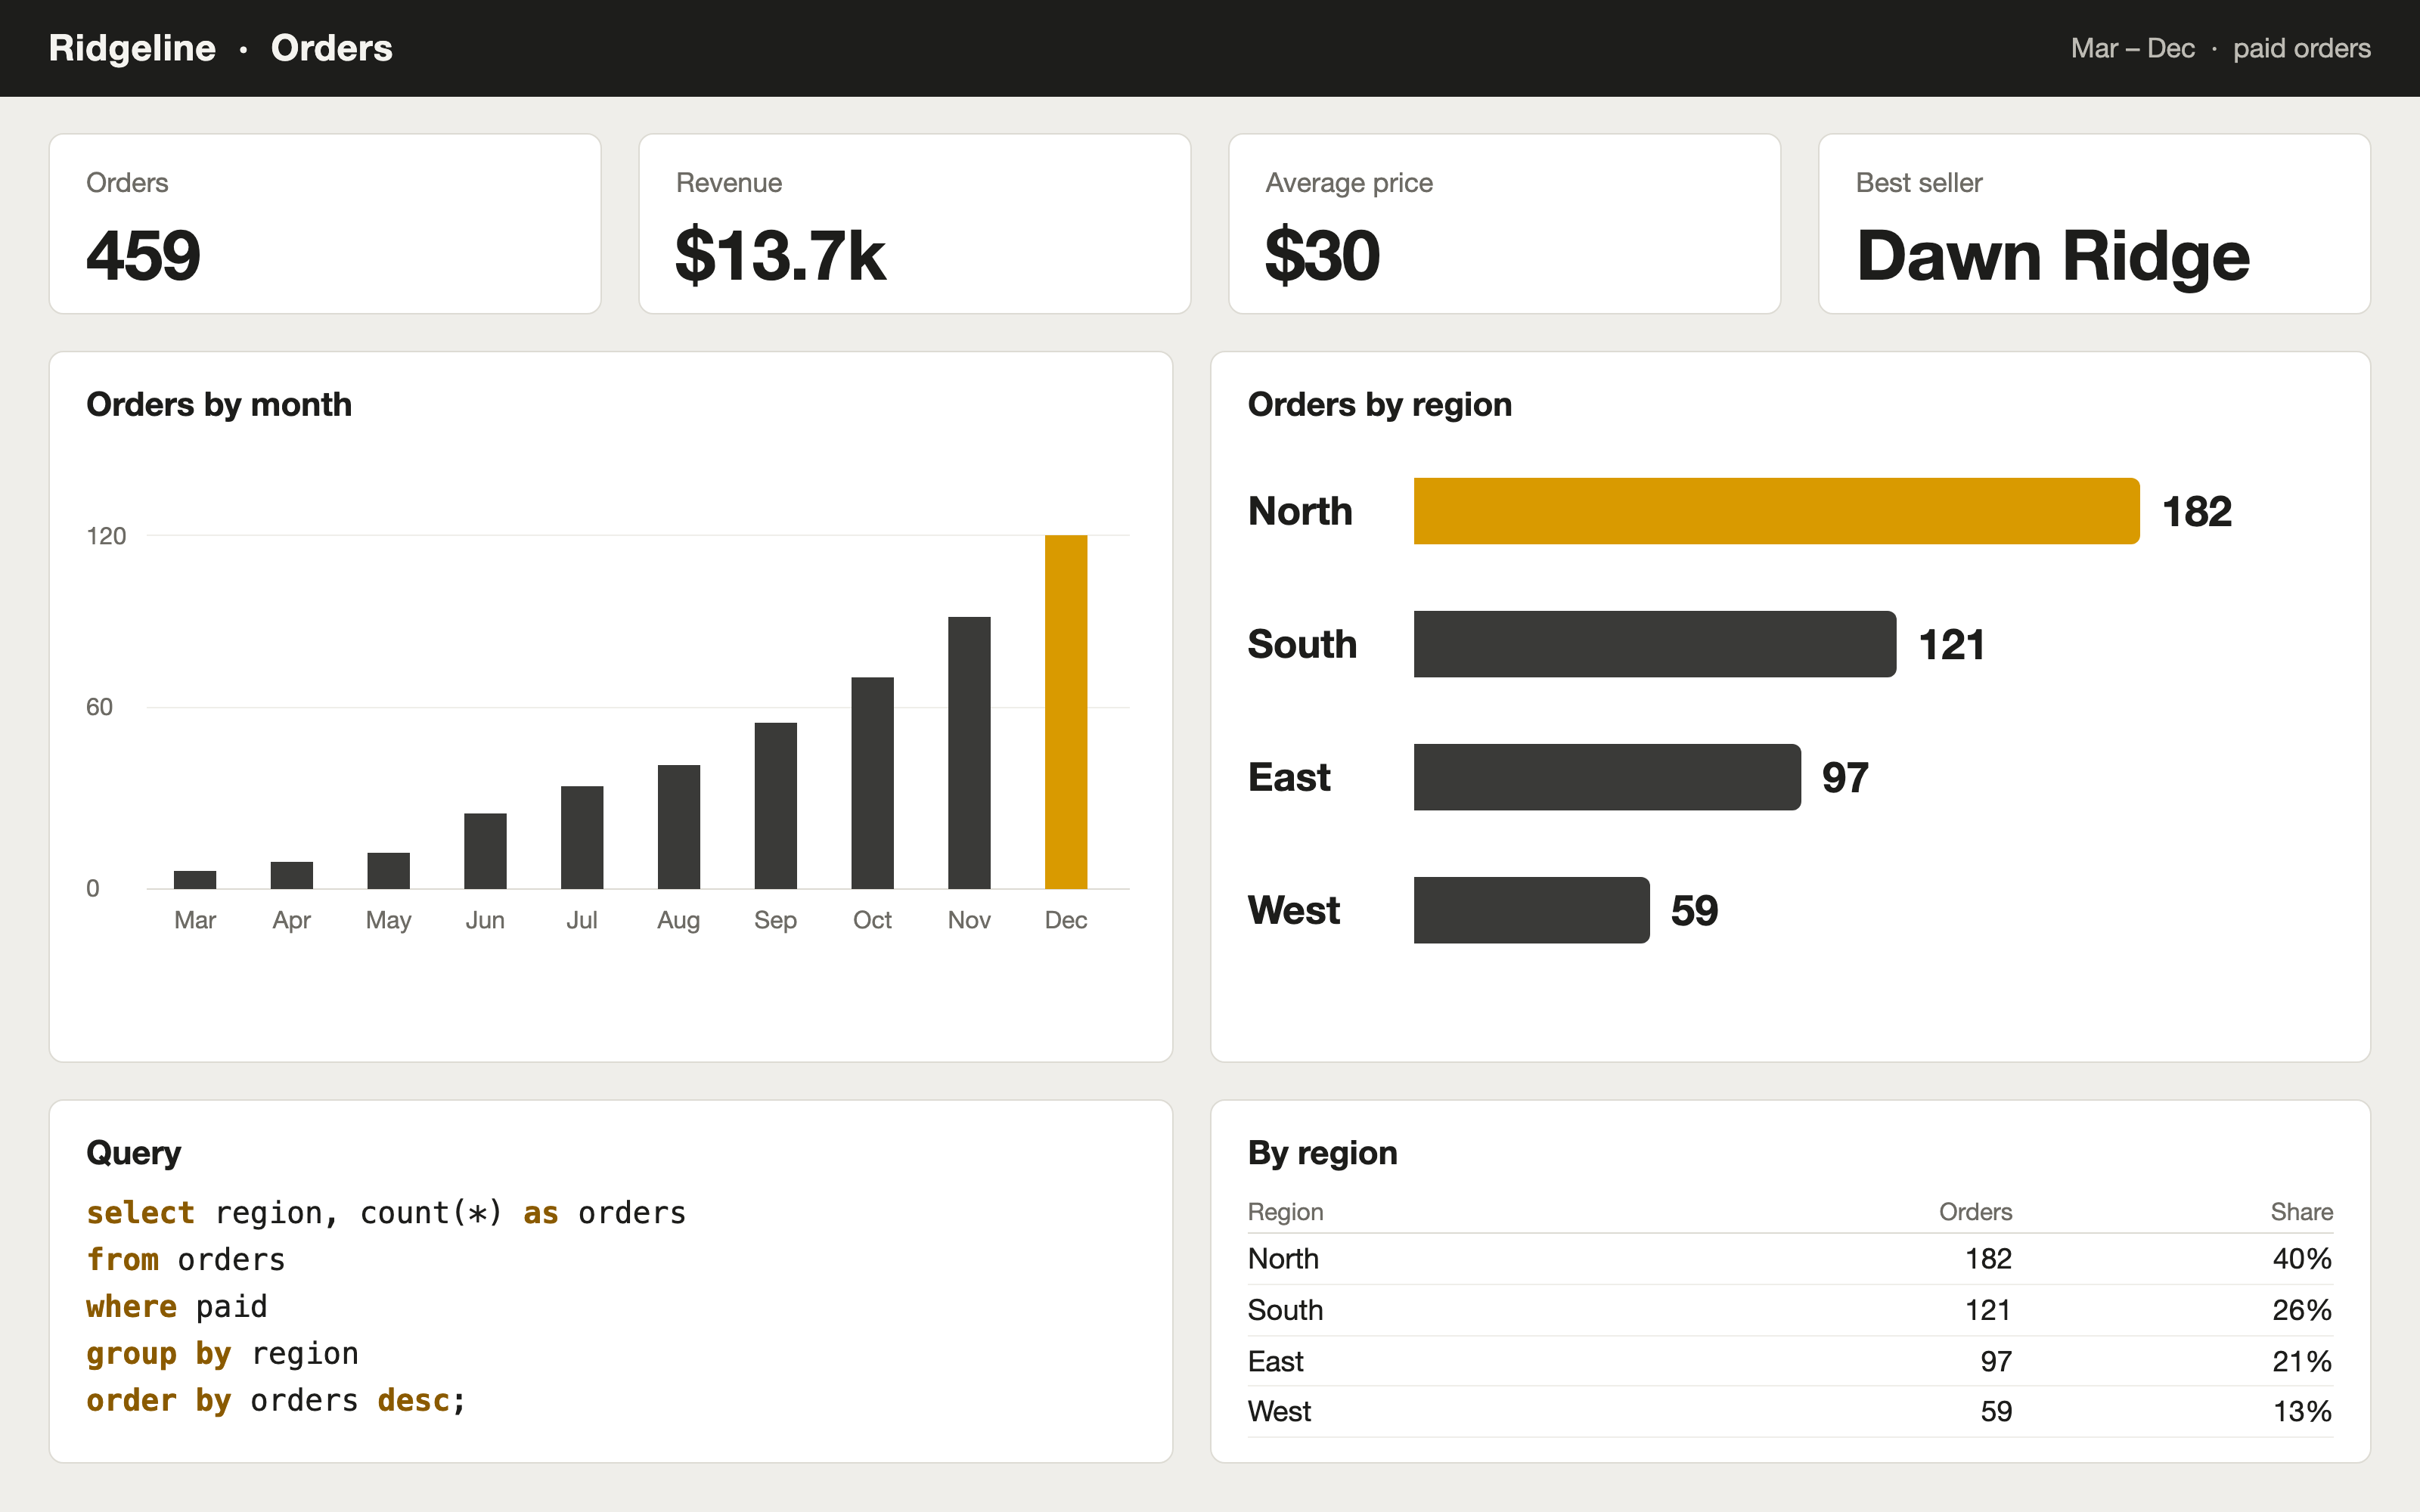 Ridgeline · Orders
Mar – Dec · paid orders
Orders
459
Revenue
$13.7k
Average price
$30
Best seller
Dawn Ridge
Orders by month
120
60
0
Mar Apr May Jun Jul Aug Sep Oct Nov Dec
Orders by region
North 182
South 121
East 97
West 59
Query
select region, count(*) as orders
from orders
where paid
group by region
order by orders desc;
By region
Region Orders Share
North 182 40%
South 121 26%
East 97 21%
West 59 13%